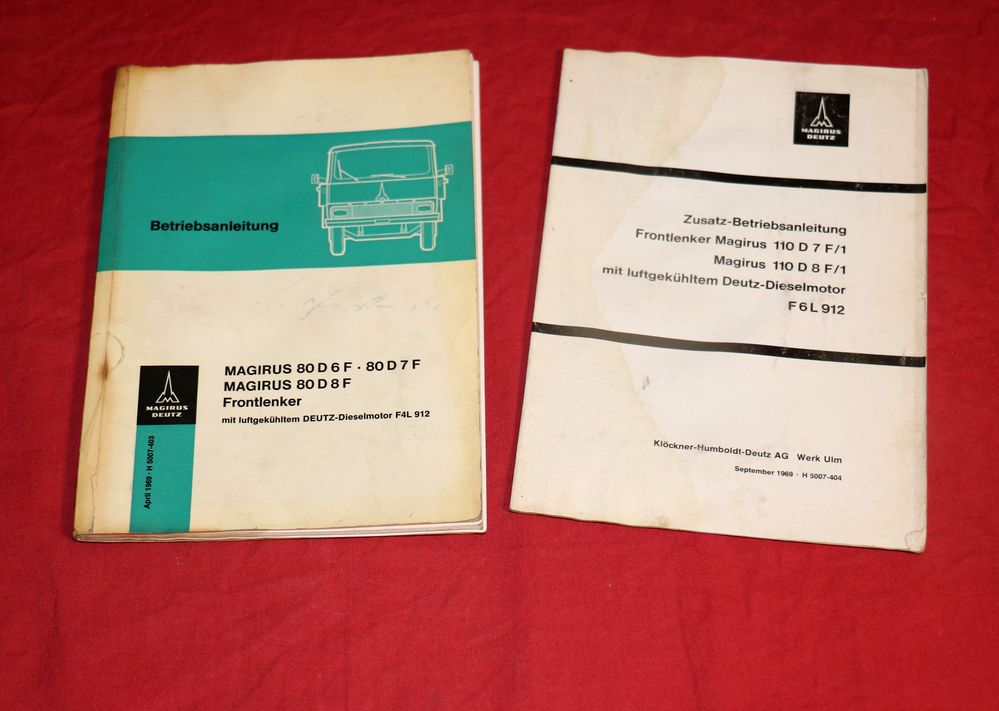 Betriebsanleitung
MAGIRUS 80 D 6 F · 80 D 7 F
MAGIRUS 80 D 8 F
Frontlenker
mit luftgekühltem DEUTZ-Dieselmotor F4L 912
MAGIRUS
DEUTZ
April 1969 · H 5007-403
MAGIRUS
DEUTZ
Zusatz-Betriebsanleitung
Frontlenker Magirus 110 D 7 F/1
Magirus 110 D 8 F/1
mit luftgekühltem Deutz-Dieselmotor
F 6 L 912
Klöckner-Humboldt-Deutz AG Werk Ulm
September 1969 · H 5007-404